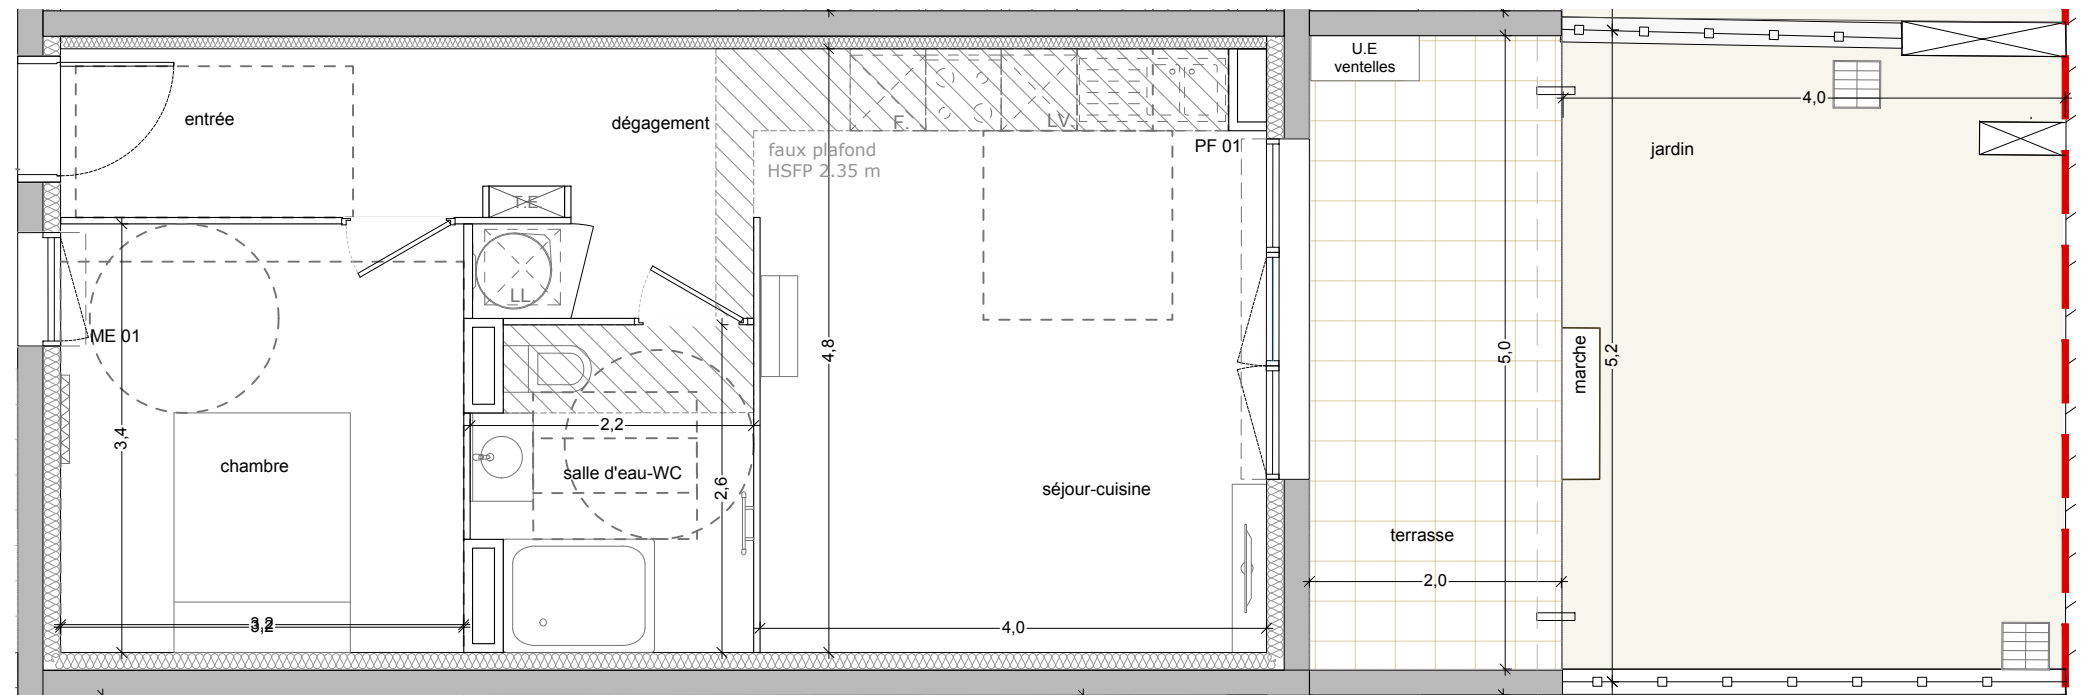 U.E
ventelles
4,0
entrée
dégagement
F.
LV.
faux plafond
HSFP 2.35 m
PF 01
jardin
T.E
LL.
ME 01
4,8
5,0
5,2
marche
3,4
2,2
chambre
salle d'eau-WC
2,6
séjour-cuisine
terrasse
2,0
3,2
3,2
4,0